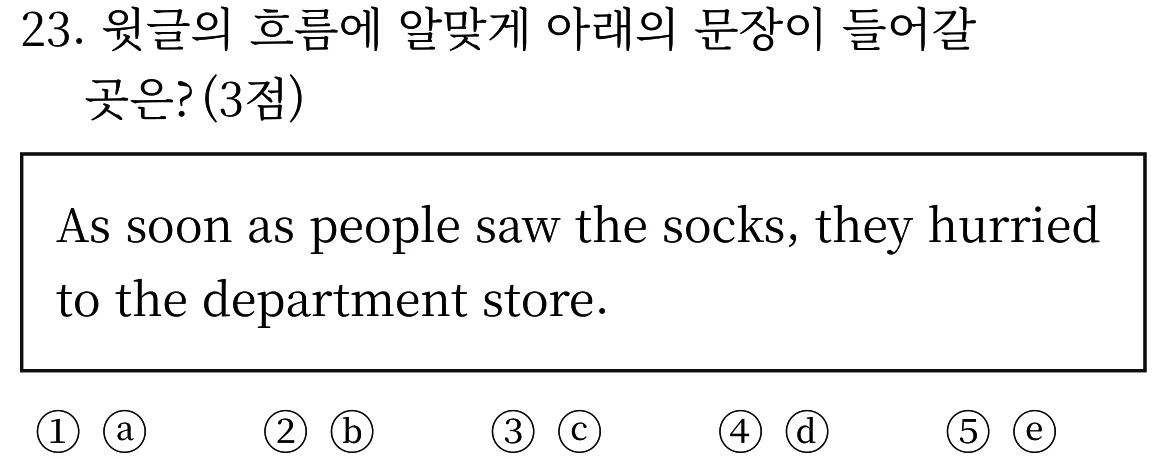 23. 윗글의 흐름에 알맞게 아래의 문장이 들어갈
곳은?(3점)
As soon as people saw the socks, they hurried
to the department store.
① ⓐ ② ⓑ ③ ⓒ ④ ⓓ ⑤ ⓔ